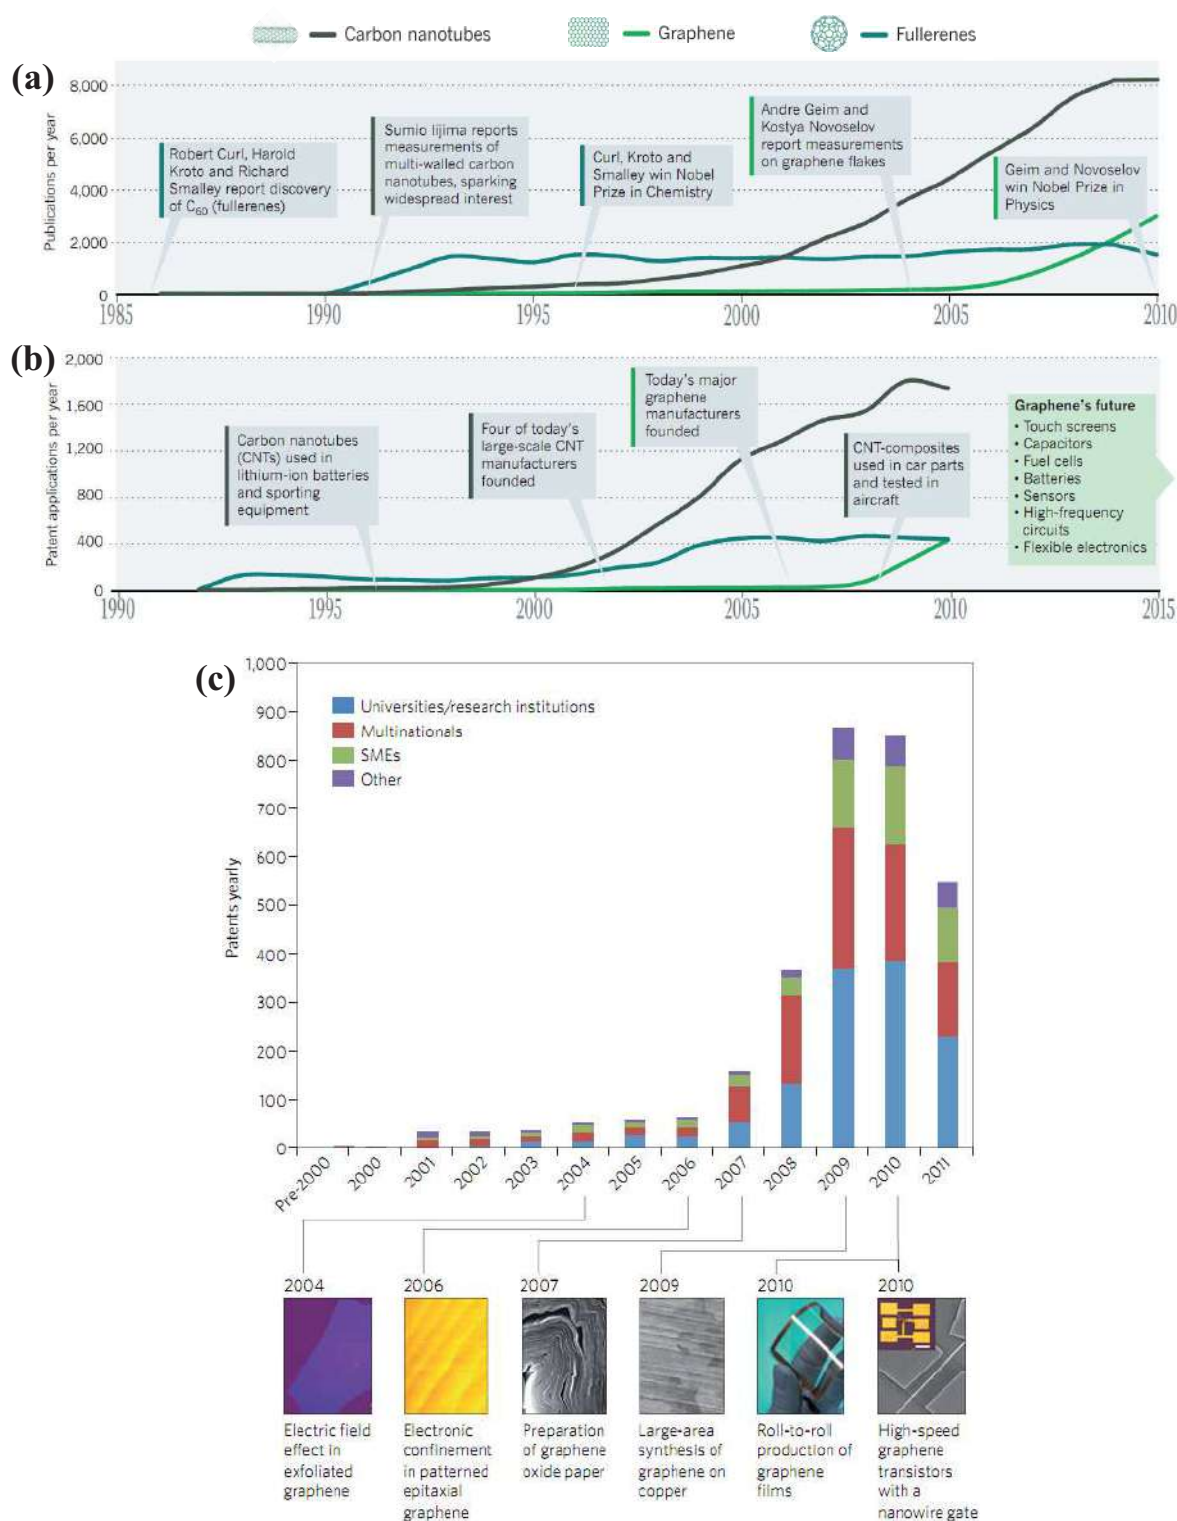 Carbon nanotubes
Graphene
Fullerenes
(a)
Publications per year
8,000
6,000
4,000
2,000
0
Robert Curl, Harold
Kroto and Richard
Smalley report discovery
of C60 (fullerenes)
Sumio Iijima reports
measurements of
multi-walled carbon
nanotubes, sparking
widespread interest
Curl, Kroto and
Smalley win Nobel
Prize in Chemistry
Andre Geim and
Kostya Novoselov
report measurements
on graphene flakes
Geim and Novoselov
win Nobel Prize in
Physics
1985
1990
1995
2000
2005
2010
(b)
Patent applications per year
2,000
1,600
1,200
800
400
0
Carbon nanotubes
(CNTs) used in
lithium-ion batteries
and sporting
equipment
Four of today's
large-scale CNT
manufacturers
founded
Today's major
graphene
manufacturers
founded
CNT-composites
used in car parts
and tested in
aircraft
Graphene's future
• Touch screens
• Capacitors
• Fuel cells
• Batteries
• Sensors
• High-frequency
circuits
• Flexible electronics
1990
1995
2000
2005
2010
2015
(c)
Patents yearly
1,000
900
800
700
600
500
400
300
200
100
0
Universities/research institutions
Multinationals
SMEs
Other
Pre-2000
2000
2001
2002
2003
2004
2005
2006
2007
2008
2009
2010
2011
2004
Electric field
effect in
exfoliated
graphene
2006
Electronic
confinement
in patterned
epitaxial
graphene
2007
Preparation
of graphene
oxide paper
2009
Large-area
synthesis of
graphene on
copper
2010
Roll-to-roll
production of
graphene
films
2010
High-speed
graphene
transistors
with a
nanowire gate